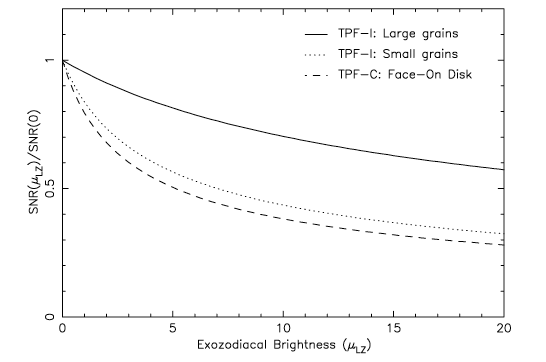 TPF-I: Large grains
TPF-I: Small grains
TPF-C: Face-On Disk
SNR(μLZ)/SNR(0)
1
0.5
0
0 5 10 15 20
Exozodiacal Brightness (μLZ)